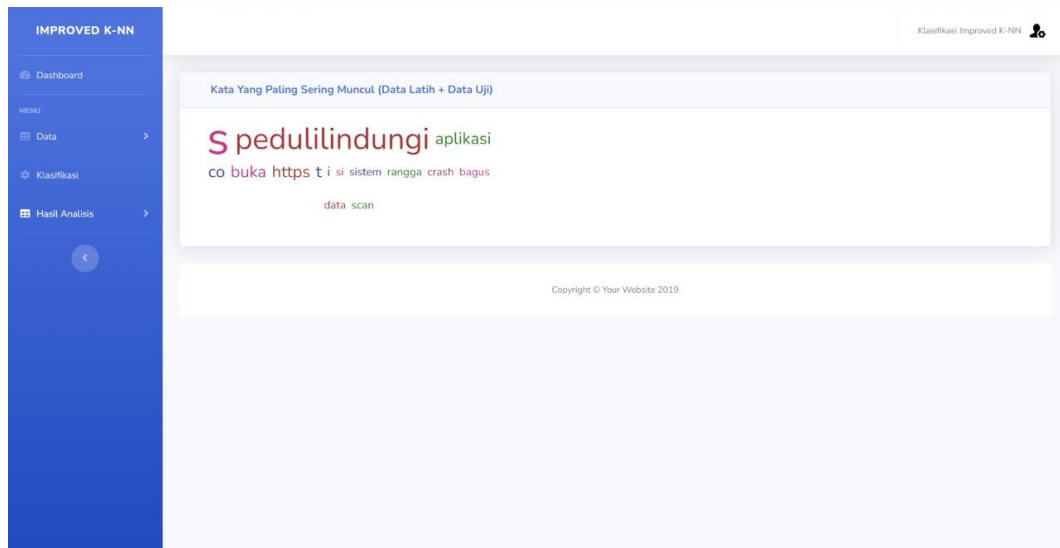 IMPROVED K-NN
Klasifikasi Improved K-NN
Dashboard
MENU
Data
Klasifikasi
Hasil Analisis
Kata Yang Paling Sering Muncul (Data Latih + Data Uji)
S pedulilindungi aplikasi
co buka https t i si sistem rangga crash bagus
data scan
Copyright © Your Website 2019